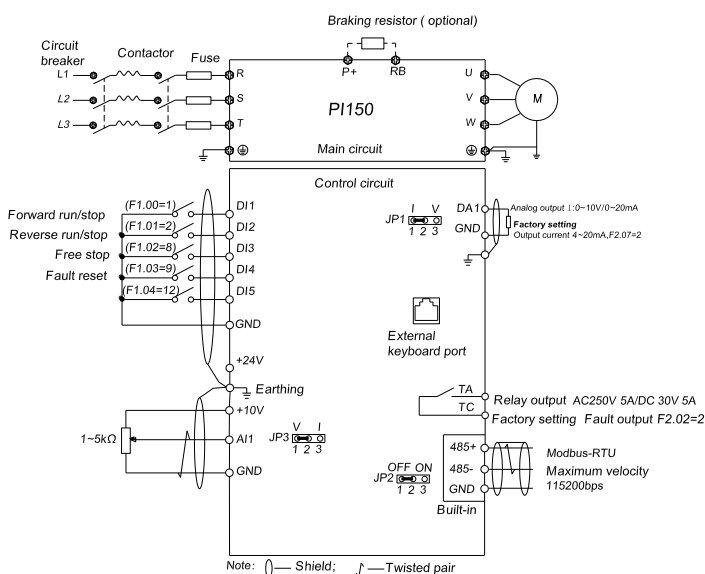 Braking resistor ( optional)
Circuit
breaker
Contactor
Fuse
P+
RB
L1
R
U
L2
S
V
M
PI150
L3
T
W
Main circuit
Control circuit
(F1.00=1)
DI1
Forward run/stop
(F1.01=2)
DI2
Reverse run/stop
(F1.02=8)
DI3
Free stop
(F1.03=9)
DI4
Fault reset
(F1.04=12)
DI5
GND
+24V
Earthing
+10V
1~5kΩ
AI1
GND
JP3
V I
1 2 3
JP1
I V
1 2 3
DA1
GND
Analog output :0~10V/0~20mA
Factory setting
Output current 4~20mA,F2.07=2
External
keyboard port
TA
TC
Relay output AC250V 5A/DC 30V 5A
Factory setting Fault output F2.02=2
JP2
OFF ON
1 2 3
485+
485-
GND
Built-in
Modbus-RTU
Maximum velocity
115200bps
Note: Shield; Twisted pair